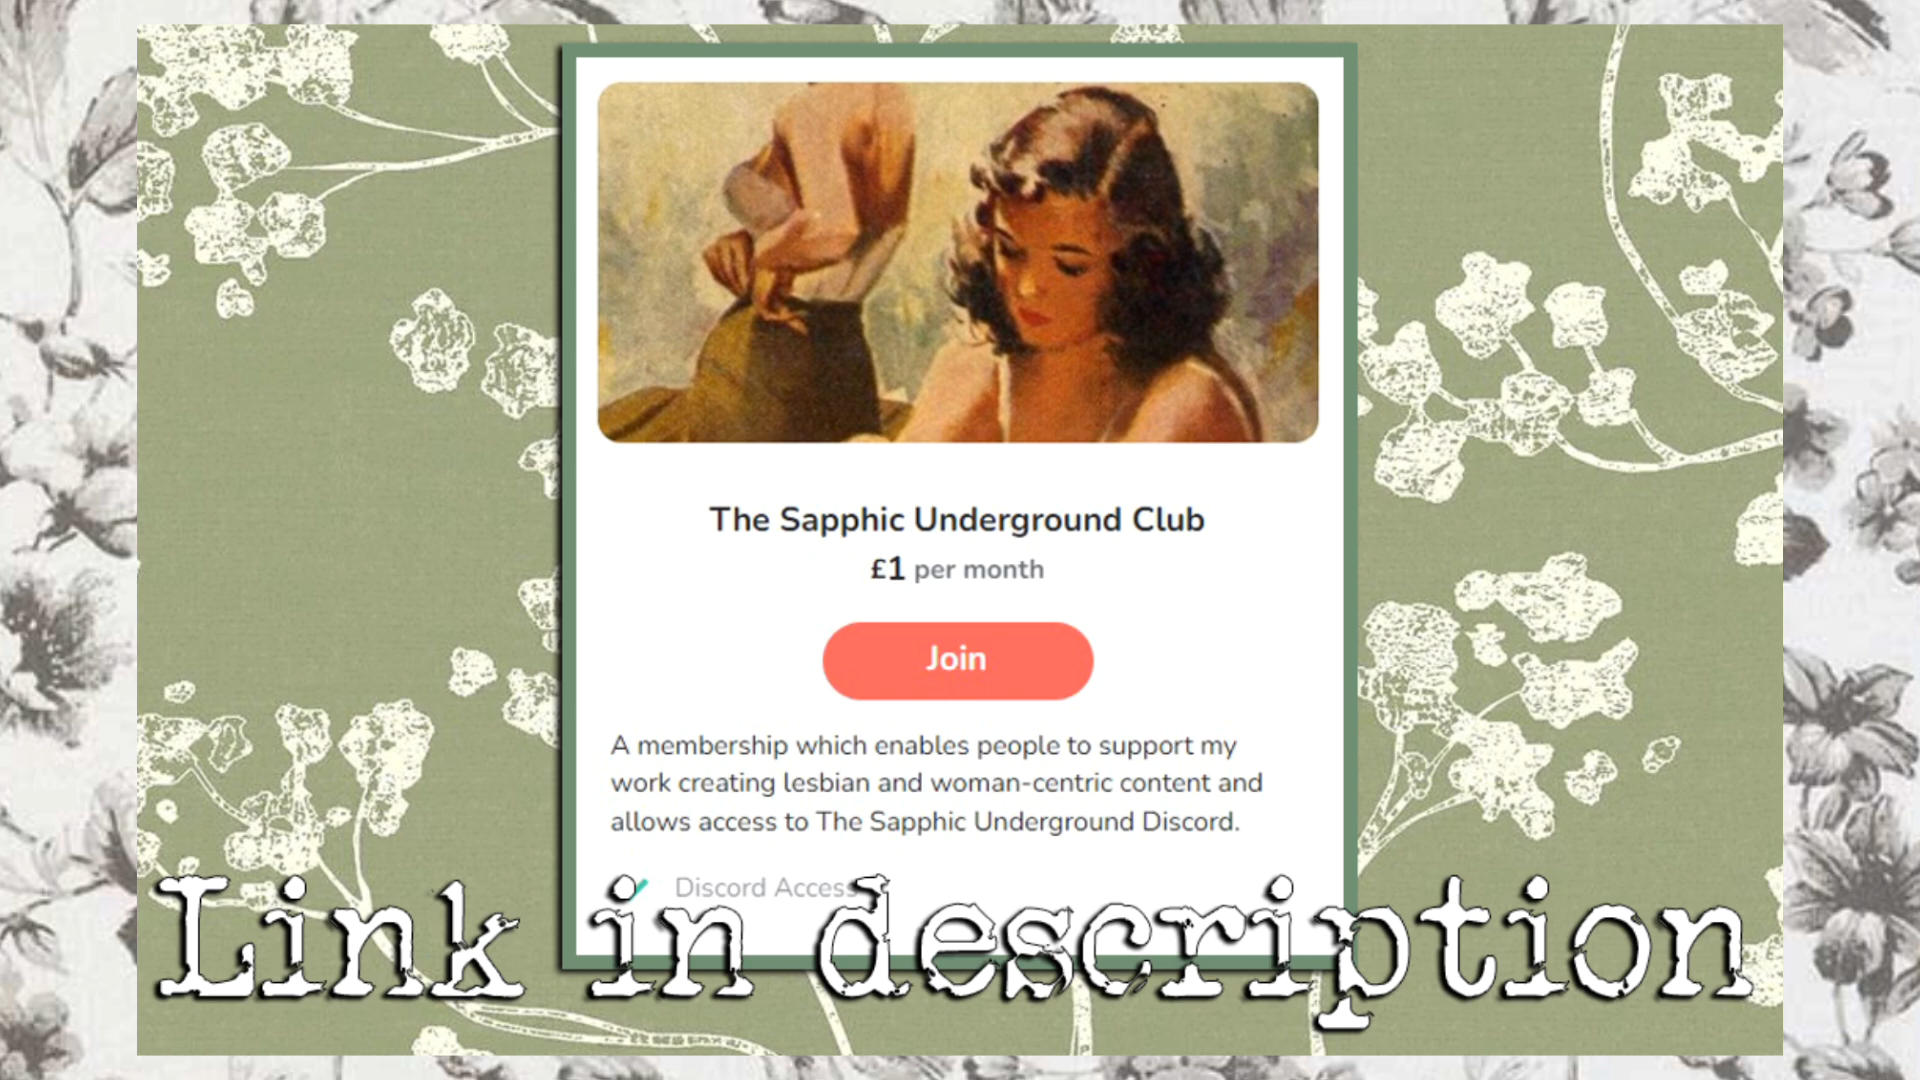 The Sapphic Underground Club
£1 per month
Join
A membership which enables people to support my
work creating lesbian and woman-centric content and
allows access to The Sapphic Underground Discord.
Discord Access
Link in description